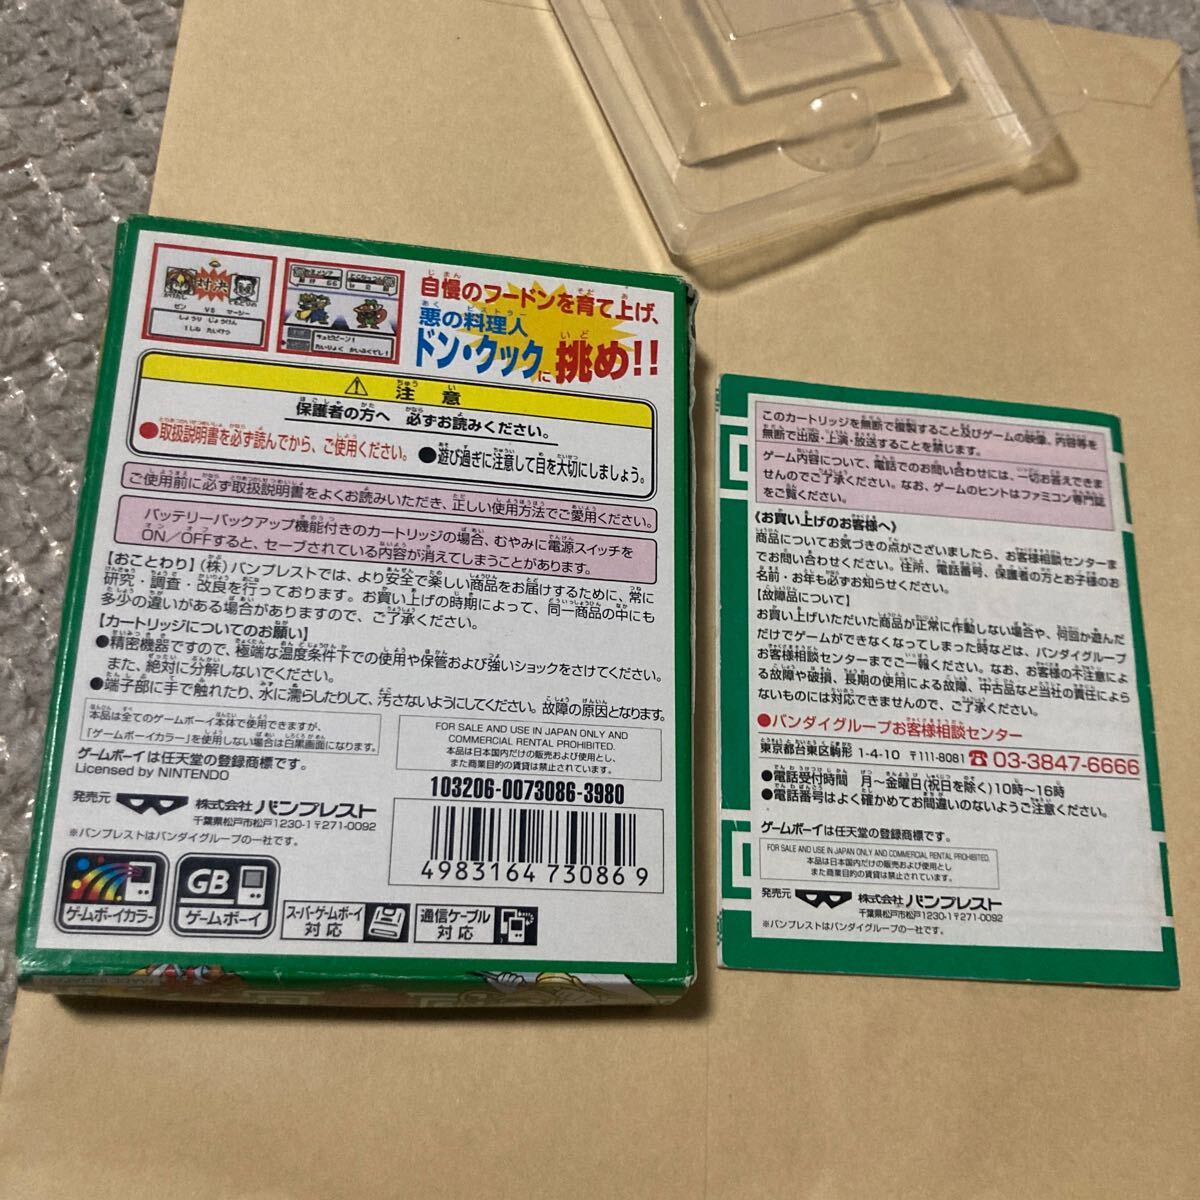 自慢のフードンを育て上げ、
悪の料理人
ドン・クックに挑め!!
対決
ゼン VS サージー
しょうり じょうけん
1しな たいけつ
⚠ 注意
保護者の方へ 必ずお読みください。
●取扱説明書を必ず読んでから、ご使用ください。 ●遊び過ぎに注意して目を大切にしましょう。
ご使用前に必ず取扱説明書をよくお読みいただき、正しい使用方法でご愛用ください。
バッテリーバックアップ機能付きのカートリッジの場合、むやみに電源スイッチを
ON/OFFすると、セーブされている内容が消えてしまうことがあります。
【おことわり】(株)バンプレストでは、より安全で楽しい商品をお届けするために、常に
研究・調査・改良を行っております。お買い上げの時期によって、同一商品の中にも
多少の違いがある場合がありますので、ご了承ください。
【カートリッジについてのお願い】
●精密機器ですので、極端な温度条件下での使用や保管および強いショックをさけてください。
また、絶対に分解しないでください。
●端子部に手で触れたり、水に濡らしたりして、汚さないようにしてください。故障の原因となります。
本品は全てのゲームボーイ本体で使用できますが、
「ゲームボーイカラー」を使用しない場合は白黒画面になります。
FOR SALE AND USE IN JAPAN ONLY AND
COMMERCIAL RENTAL PROHIBITED.
本品は日本国内だけの販売および使用とし、
また商業目的の賃貸は禁止されています。
ゲームボーイは任天堂の登録商標です。
Licensed by NINTENDO
103206-0073086-3980
発売元 株式会社 バンプレスト
千葉県松戸市松戸1230-1〒271-0092
※バンプレストはバンダイグループの一社です。
4983164730869
ゲームボーイカラー
GB
ゲームボーイ
スーパーゲームボーイ
対応
通信ケーブル
対応
このカートリッジを無断で複製すること及びゲームの映像、内容等を
無断で出版・上演・放送することを禁じます。
ゲーム内容について、電話でのお問い合わせには、一切お答えできま
せんのでご了承ください。なお、ゲームのヒントはファミコン専門誌
をご覧ください。
《お買い上げのお客様へ》
商品についてお気づきの点がございましたら、お客様相談センターま
でお問い合わせください。住所、電話番号、保護者の方とお子様のお
名前・お年も必ずお知らせください。
【故障品について】
お買い上げいただいた商品が正常に作動しない場合や、何回か遊んだ
だけでゲームができなくなってしまった時などは、バンダイグループ
お客様相談センターまでご一報ください。なお、お客様の不注意によ
る故障や破損、長期の使用による故障、中古品など当社の責任によら
ないものには対応できませんので、ご了承ください。
●バンダイグループお客様相談センター
東京都台東区駒形 1-4-10 〒111-8081 ☎ 03-3847-6666
●電話受付時間 月〜金曜日(祝日を除く)10時〜16時
●電話番号はよく確かめてお間違いのないようご注意ください。
ゲームボーイは任天堂の登録商標です。
FOR SALE AND USE IN JAPAN ONLY AND COMMERCIAL RENTAL PROHIBITED.
本品は日本国内だけの販売および使用とし
また商業目的の賃貸は禁止されています。
発売元 株式会社 バンプレスト
千葉県松戸市松戸1230-1〒271-0092
※バンプレストはバンダイグループの一社です。